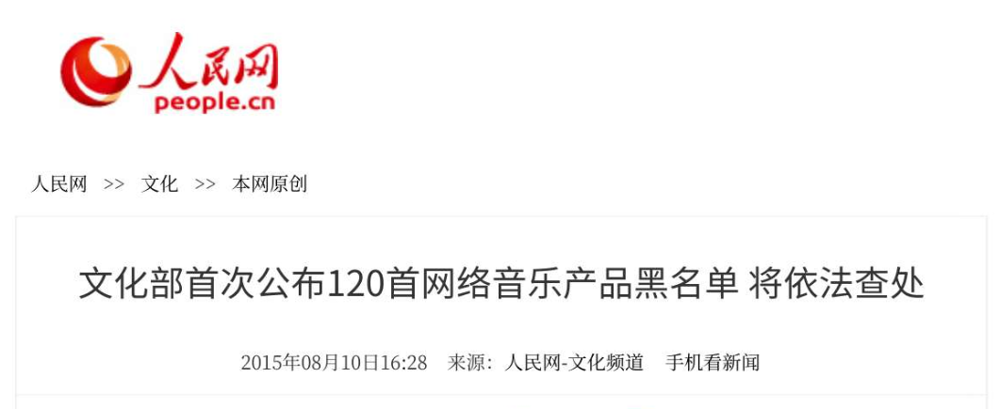 人民网
people.cn
人民网 >> 文化 >> 本网原创
文化部首次公布120首网络音乐产品黑名单 将依法查处
2015年08月10日16:28 来源：人民网-文化频道 手机看新闻